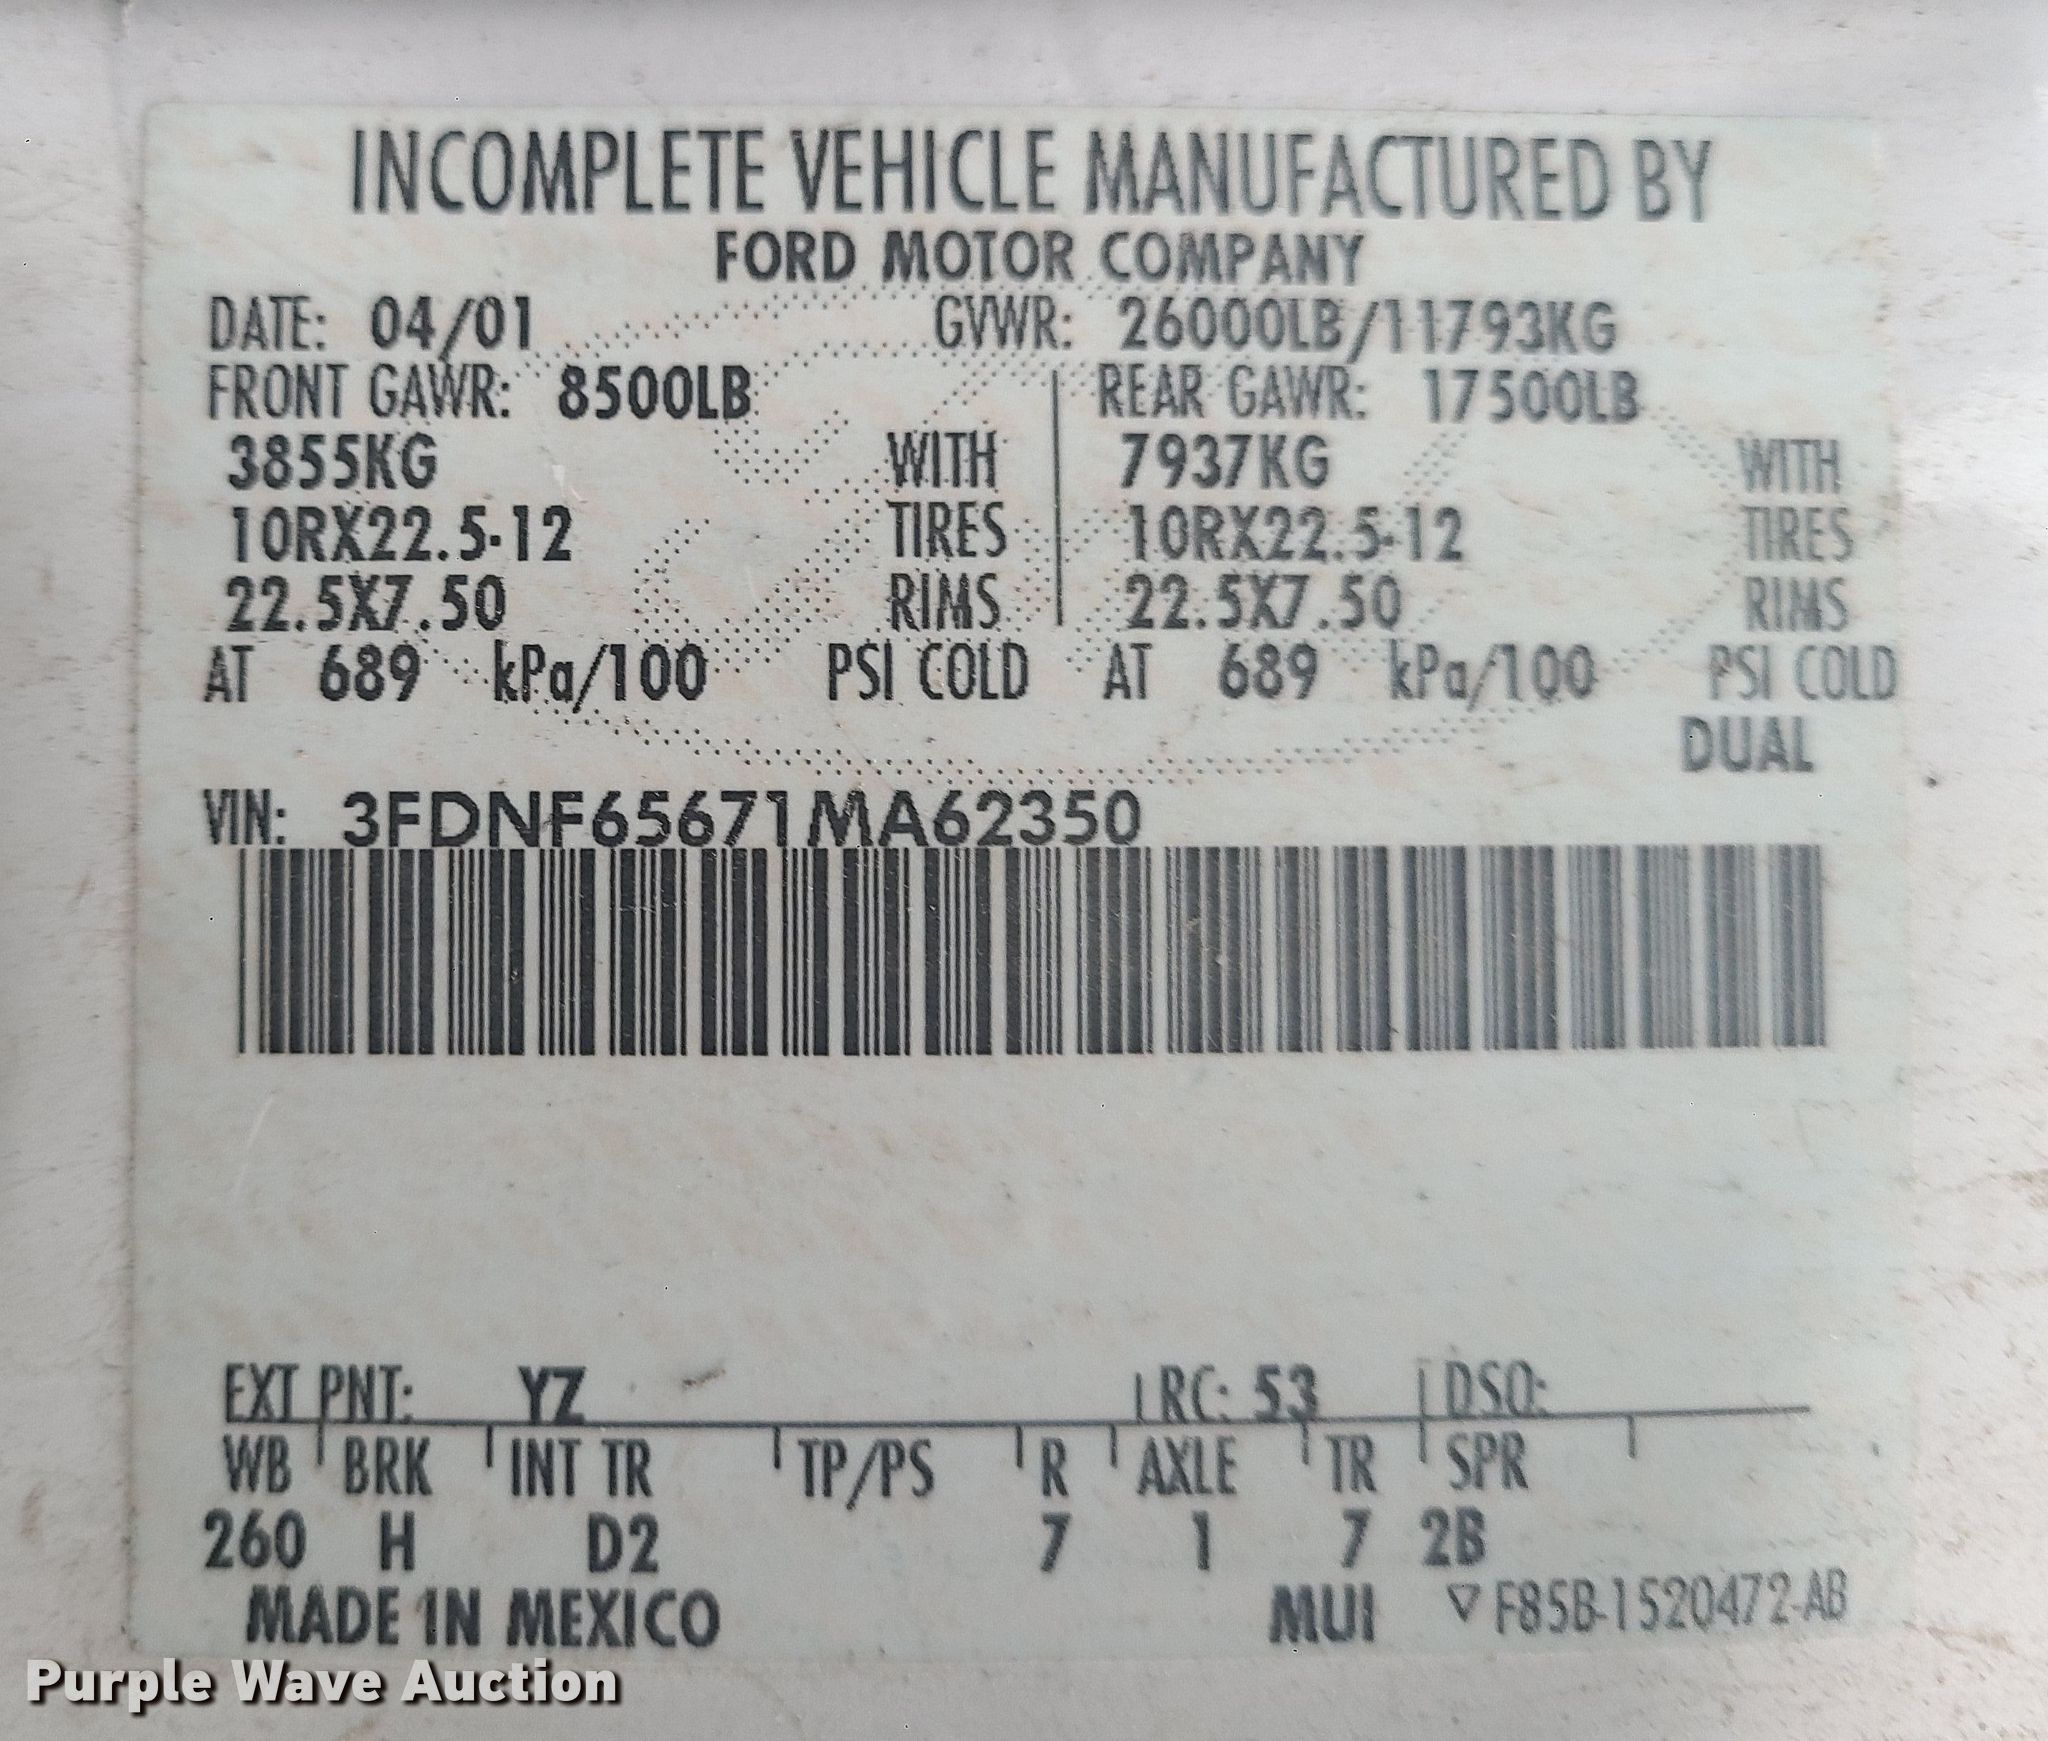 INCOMPLETE VEHICLE MANUFACTURED BY
FORD MOTOR COMPANY
DATE: 04/01 GVWR: 26000LB/11793KG
FRONT GAWR: 8500LB REAR GAWR: 17500LB
3855KG WITH 7937KG WITH
10RX22.5-12 TIRES 10RX22.5-12 TIRES
22.5X7.50 RIMS 22.5X7.50 RIMS
AT 689 kPa/100 PSI COLD AT 689 kPa/100 PSI COLD
DUAL
VIN: 3FDNF65671MA62350
EXT PNT: YZ RC: 53 DSO:
WB BRK INT TR TP/PS R AXLE TR SPR
260 H D2 7 1 7 2B
MADE IN MEXICO MUI ▽ F85B-1520472-AB
Purple Wave Auction